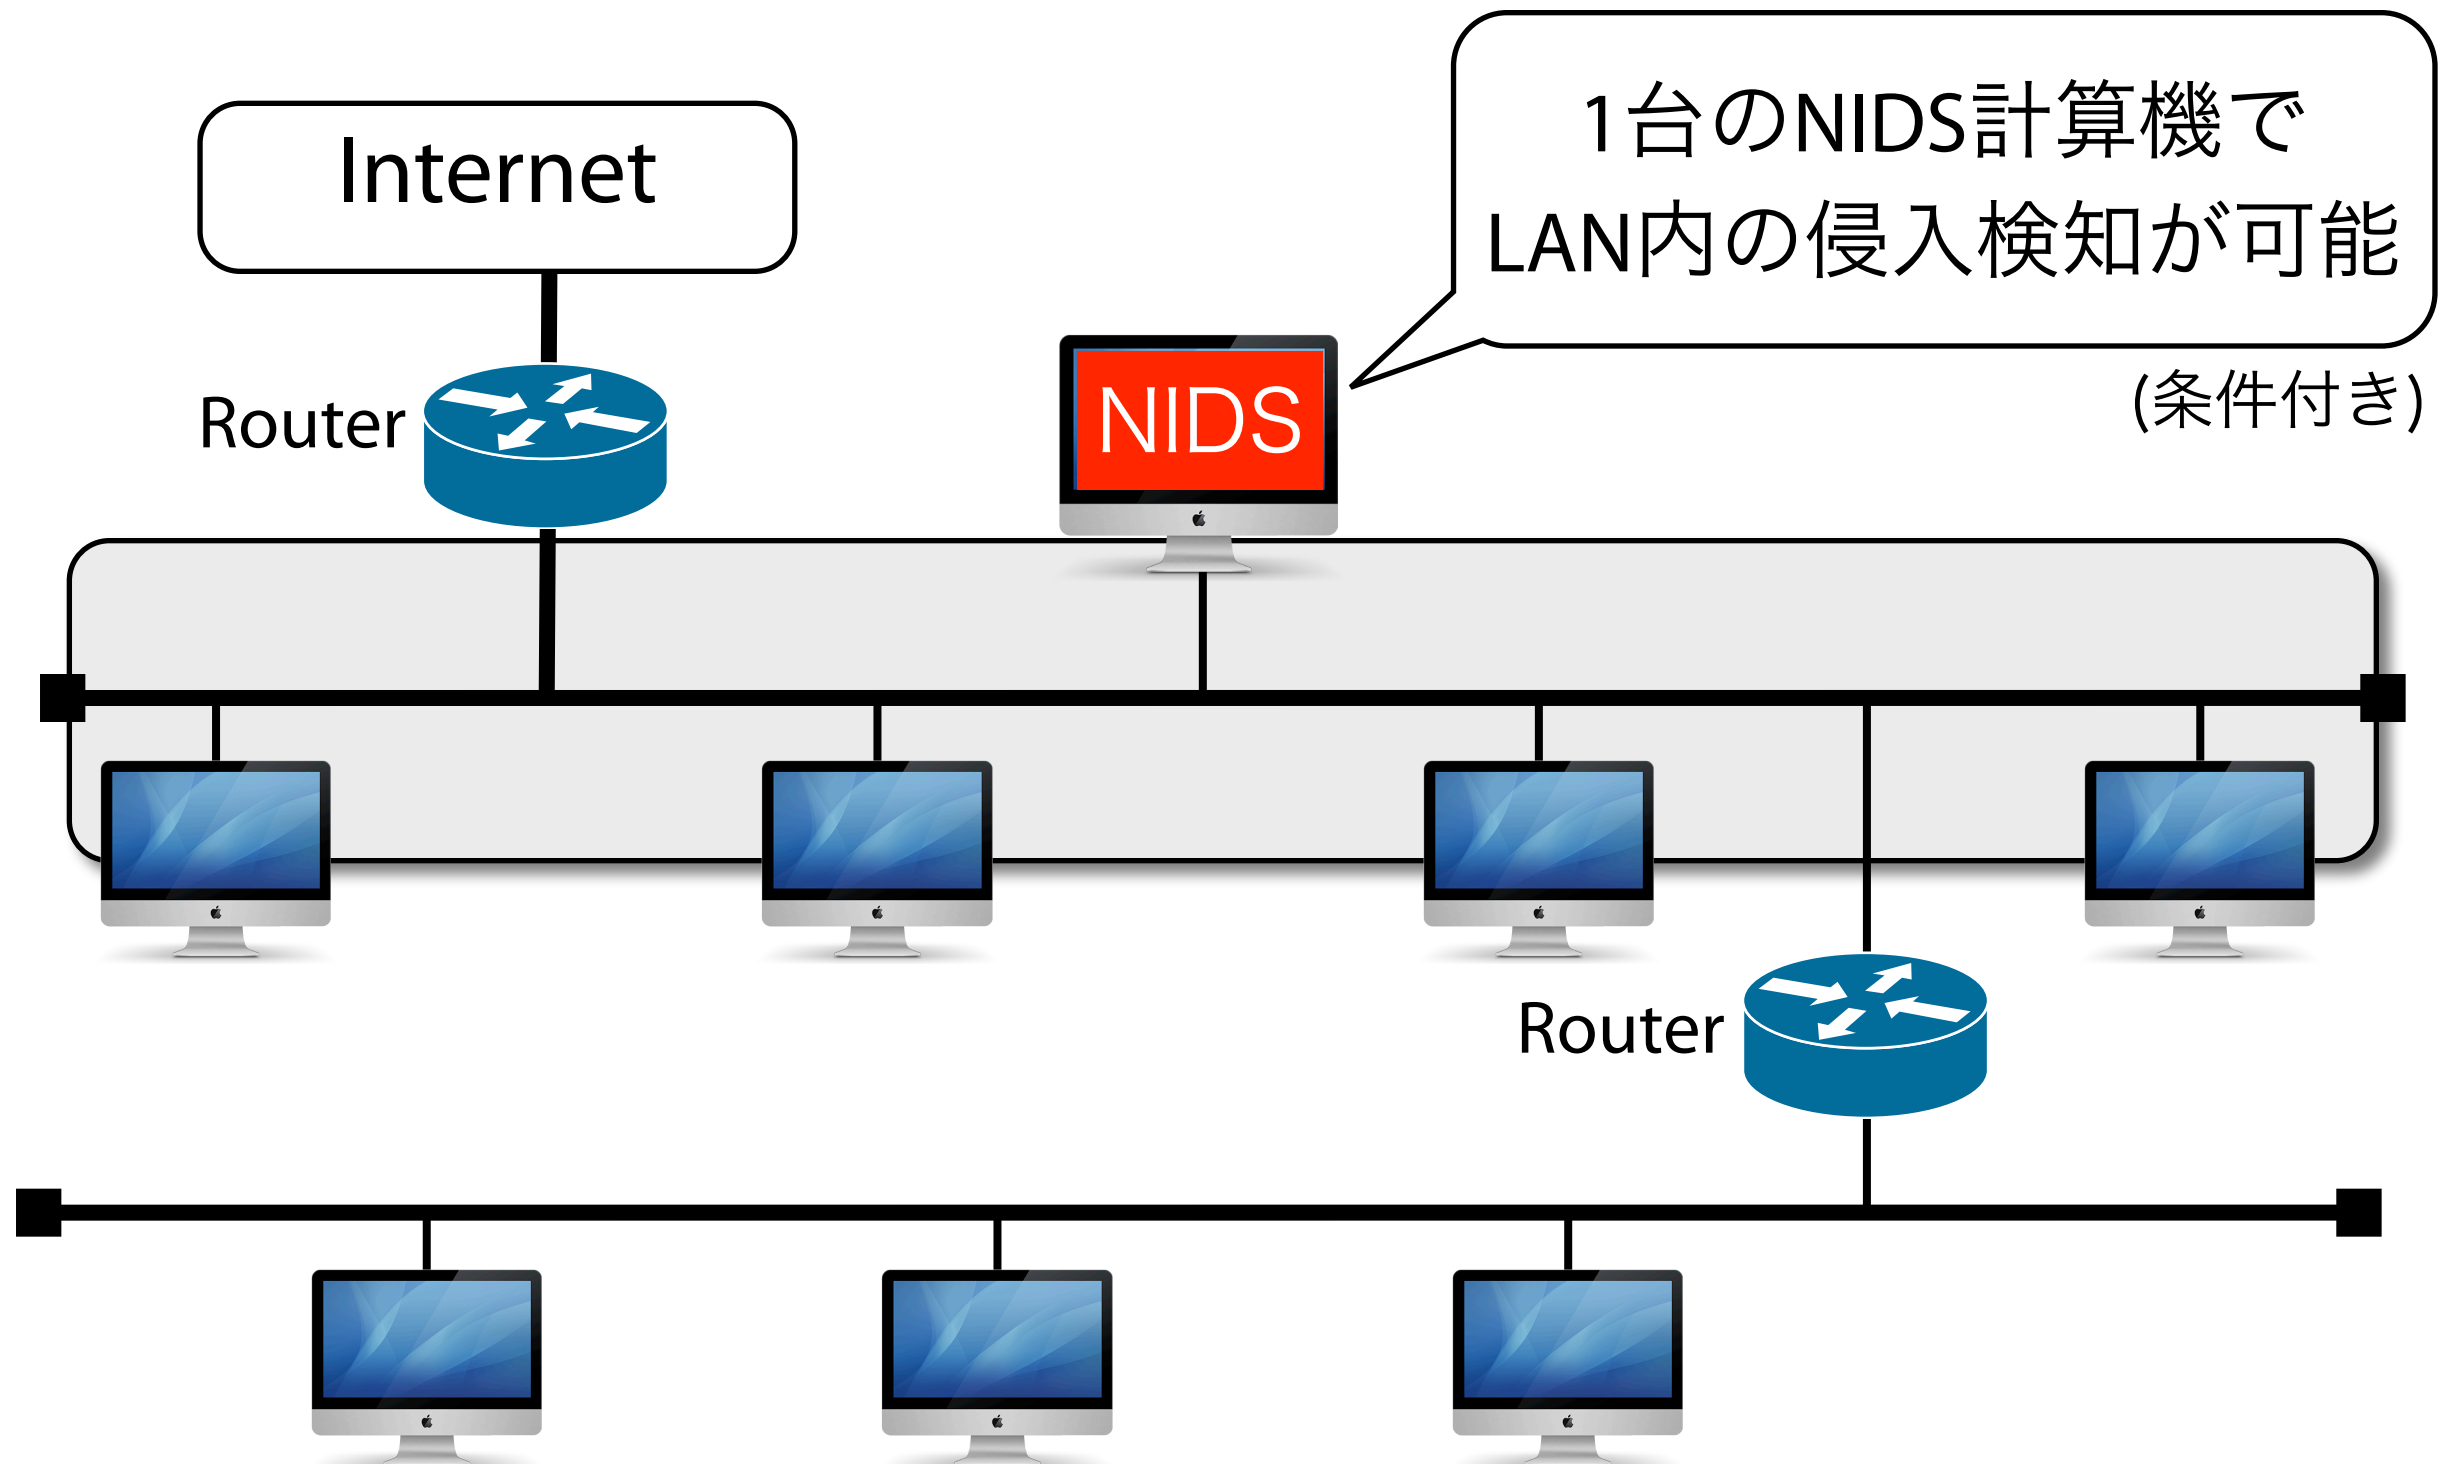 1台のNIDS計算機で
LAN内の侵入検知が可能
Internet
(条件付き)
Router
NIDS
Router